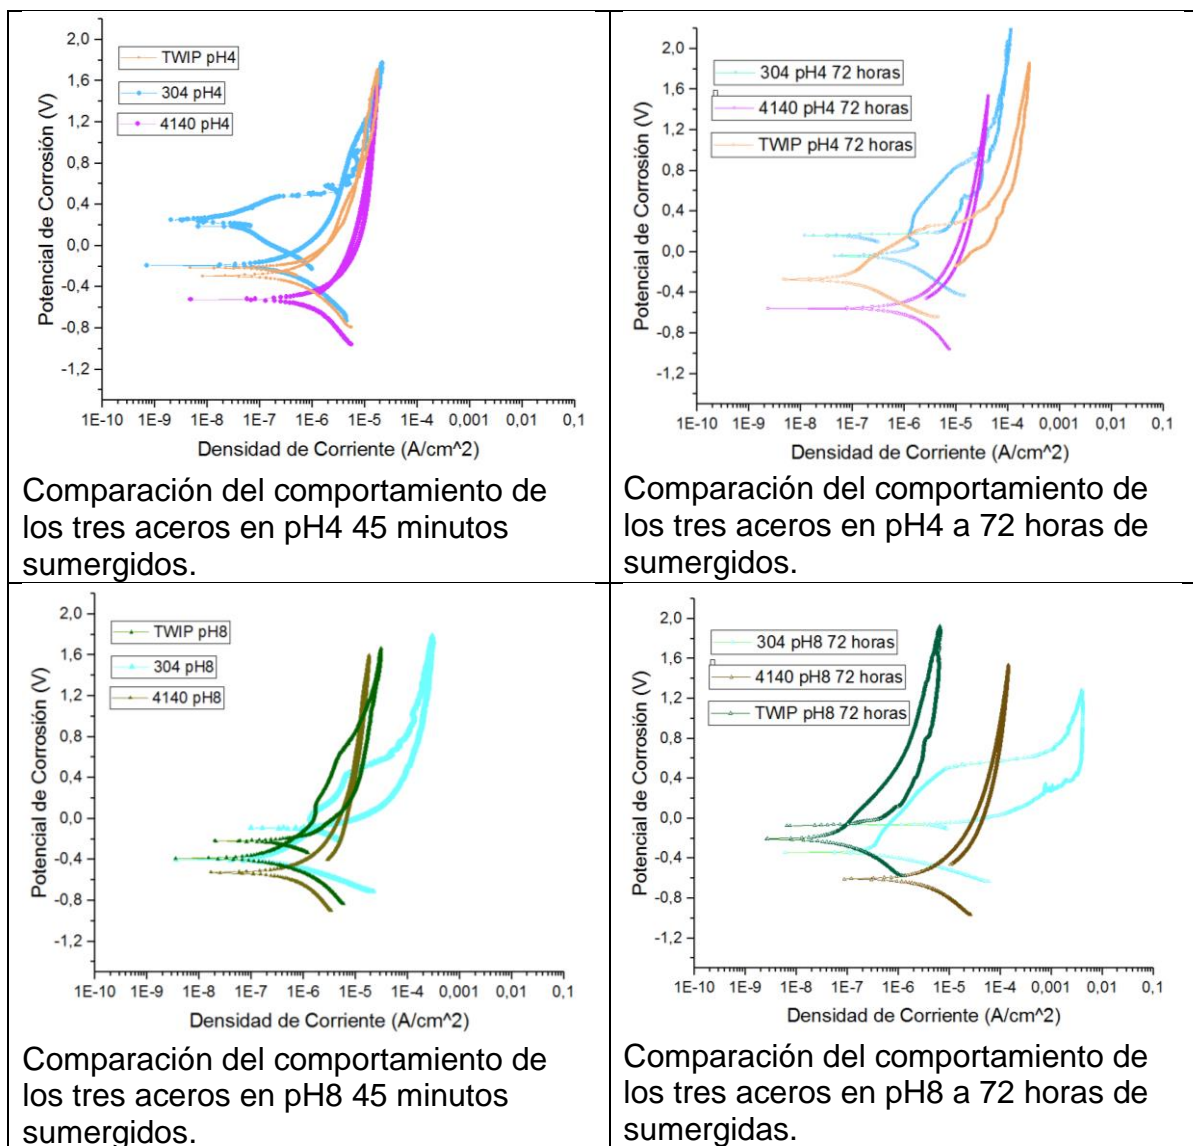 2,0
1,6
1,2
0,8
0,4
0,0
-0,4
-0,8
-1,2
Potencial de Corrosión (V)
TWIP pH4
304 pH4
4140 pH4
1E-10 1E-9 1E-8 1E-7 1E-6 1E-5 1E-4 0,001 0,01 0,1
Densidad de Corriente (A/cm^2)
Comparación del comportamiento de
los tres aceros en pH4 45 minutos
sumergidos.
2,0
1,6
1,2
0,8
0,4
0,0
-0,4
-0,8
-1,2
Potencial de Corrosión (V)
304 pH4 72 horas
4140 pH4 72 horas
TWIP pH4 72 horas
1E-10 1E-9 1E-8 1E-7 1E-6 1E-5 1E-4 0,001 0,01 0,1
Densidad de Corriente (A/cm^2)
Comparación del comportamiento de
los tres aceros en pH4 a 72 horas de
sumergidos.
2,0
1,6
1,2
0,8
0,4
0,0
-0,4
-0,8
-1,2
Potencial de Corrosión (V)
TWIP pH8
304 pH8
4140 pH8
1E-10 1E-9 1E-8 1E-7 1E-6 1E-5 1E-4 0,001 0,01 0,1
Densidad de Corriente (A/cm^2)
Comparación del comportamiento de
los tres aceros en pH8 45 minutos
sumergidos.
2,0
1,6
1,2
0,8
0,4
0,0
-0,4
-0,8
-1,2
Potencial de Corrosión (V)
304 pH8 72 horas
4140 pH8 72 horas
TWIP pH8 72 horas
1E-10 1E-9 1E-8 1E-7 1E-6 1E-5 1E-4 0,001 0,01 0,1
Densidad de Corriente (A/cm^2)
Comparación del comportamiento de
los tres aceros en pH8 a 72 horas de
sumergidas.